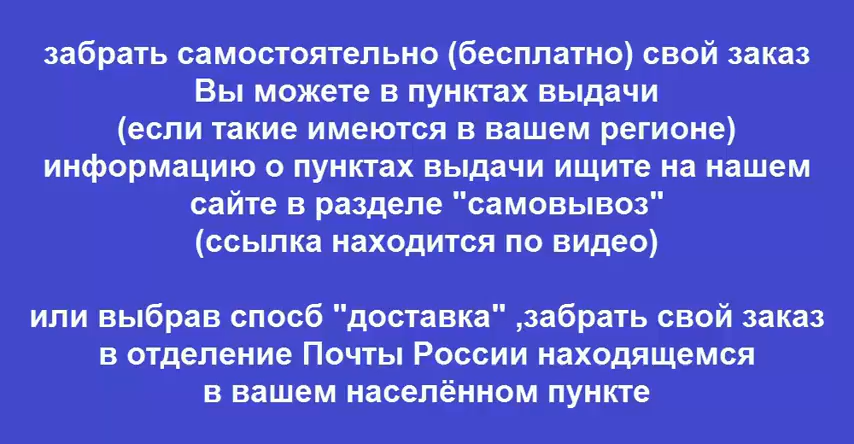 забрать самостоятельно (бесплатно) свой заказ
Вы можете в пунктах выдачи
(если такие имеются в вашем регионе)
информацию о пунктах выдачи ищите на нашем
сайте в разделе "самовывоз"
(ссылка находится по видео)
или выбрав спосб "доставка" ,забрать свой заказ
в отделение Почты России находящемся
в вашем населённом пункте